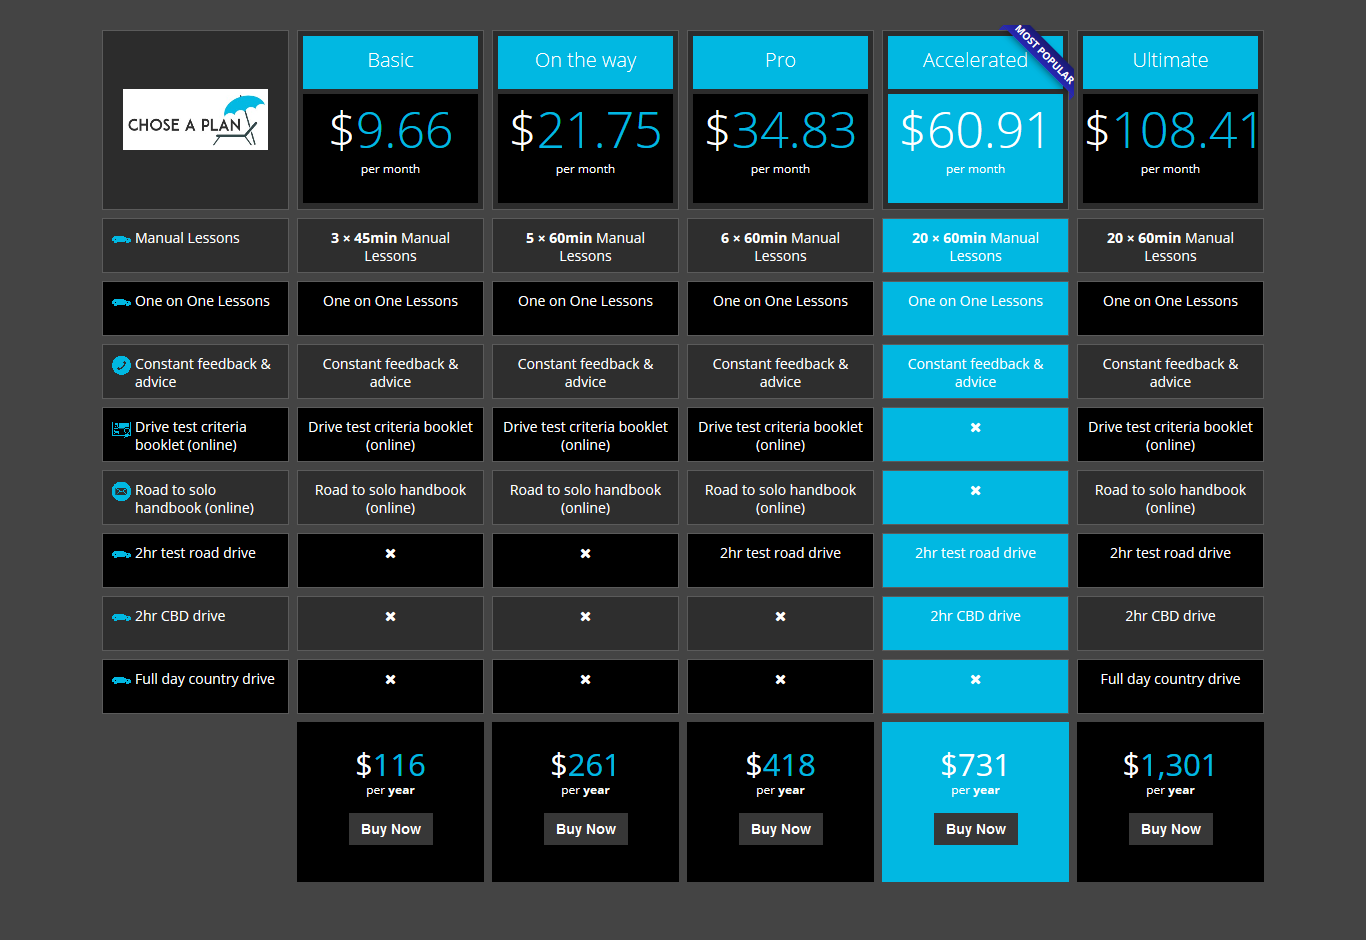 Basic
On the way
Pro
Accelerated
MOST POPULAR
Ultimate
CHOSE A PLAN
$9.66
per month
$21.75
per month
$34.83
per month
$60.91
per month
$108.41
per month
Manual Lessons
3 × 45min Manual
Lessons
5 × 60min Manual
Lessons
6 × 60min Manual
Lessons
20 × 60min Manual
Lessons
20 × 60min Manual
Lessons
One on One Lessons
One on One Lessons
One on One Lessons
One on One Lessons
One on One Lessons
One on One Lessons
Constant feedback &
advice
Constant feedback &
advice
Constant feedback &
advice
Constant feedback &
advice
Constant feedback &
advice
Constant feedback &
advice
Drive test criteria
booklet (online)
Drive test criteria booklet
(online)
Drive test criteria booklet
(online)
Drive test criteria booklet
(online)
✖
Drive test criteria booklet
(online)
Road to solo
handbook (online)
Road to solo handbook
(online)
Road to solo handbook
(online)
Road to solo handbook
(online)
✖
Road to solo handbook
(online)
2hr test road drive
✖
✖
2hr test road drive
2hr test road drive
2hr test road drive
2hr CBD drive
✖
✖
✖
2hr CBD drive
2hr CBD drive
Full day country drive
✖
✖
✖
✖
Full day country drive
$116
per year
Buy Now
$261
per year
Buy Now
$418
per year
Buy Now
$731
per year
Buy Now
$1,301
per year
Buy Now